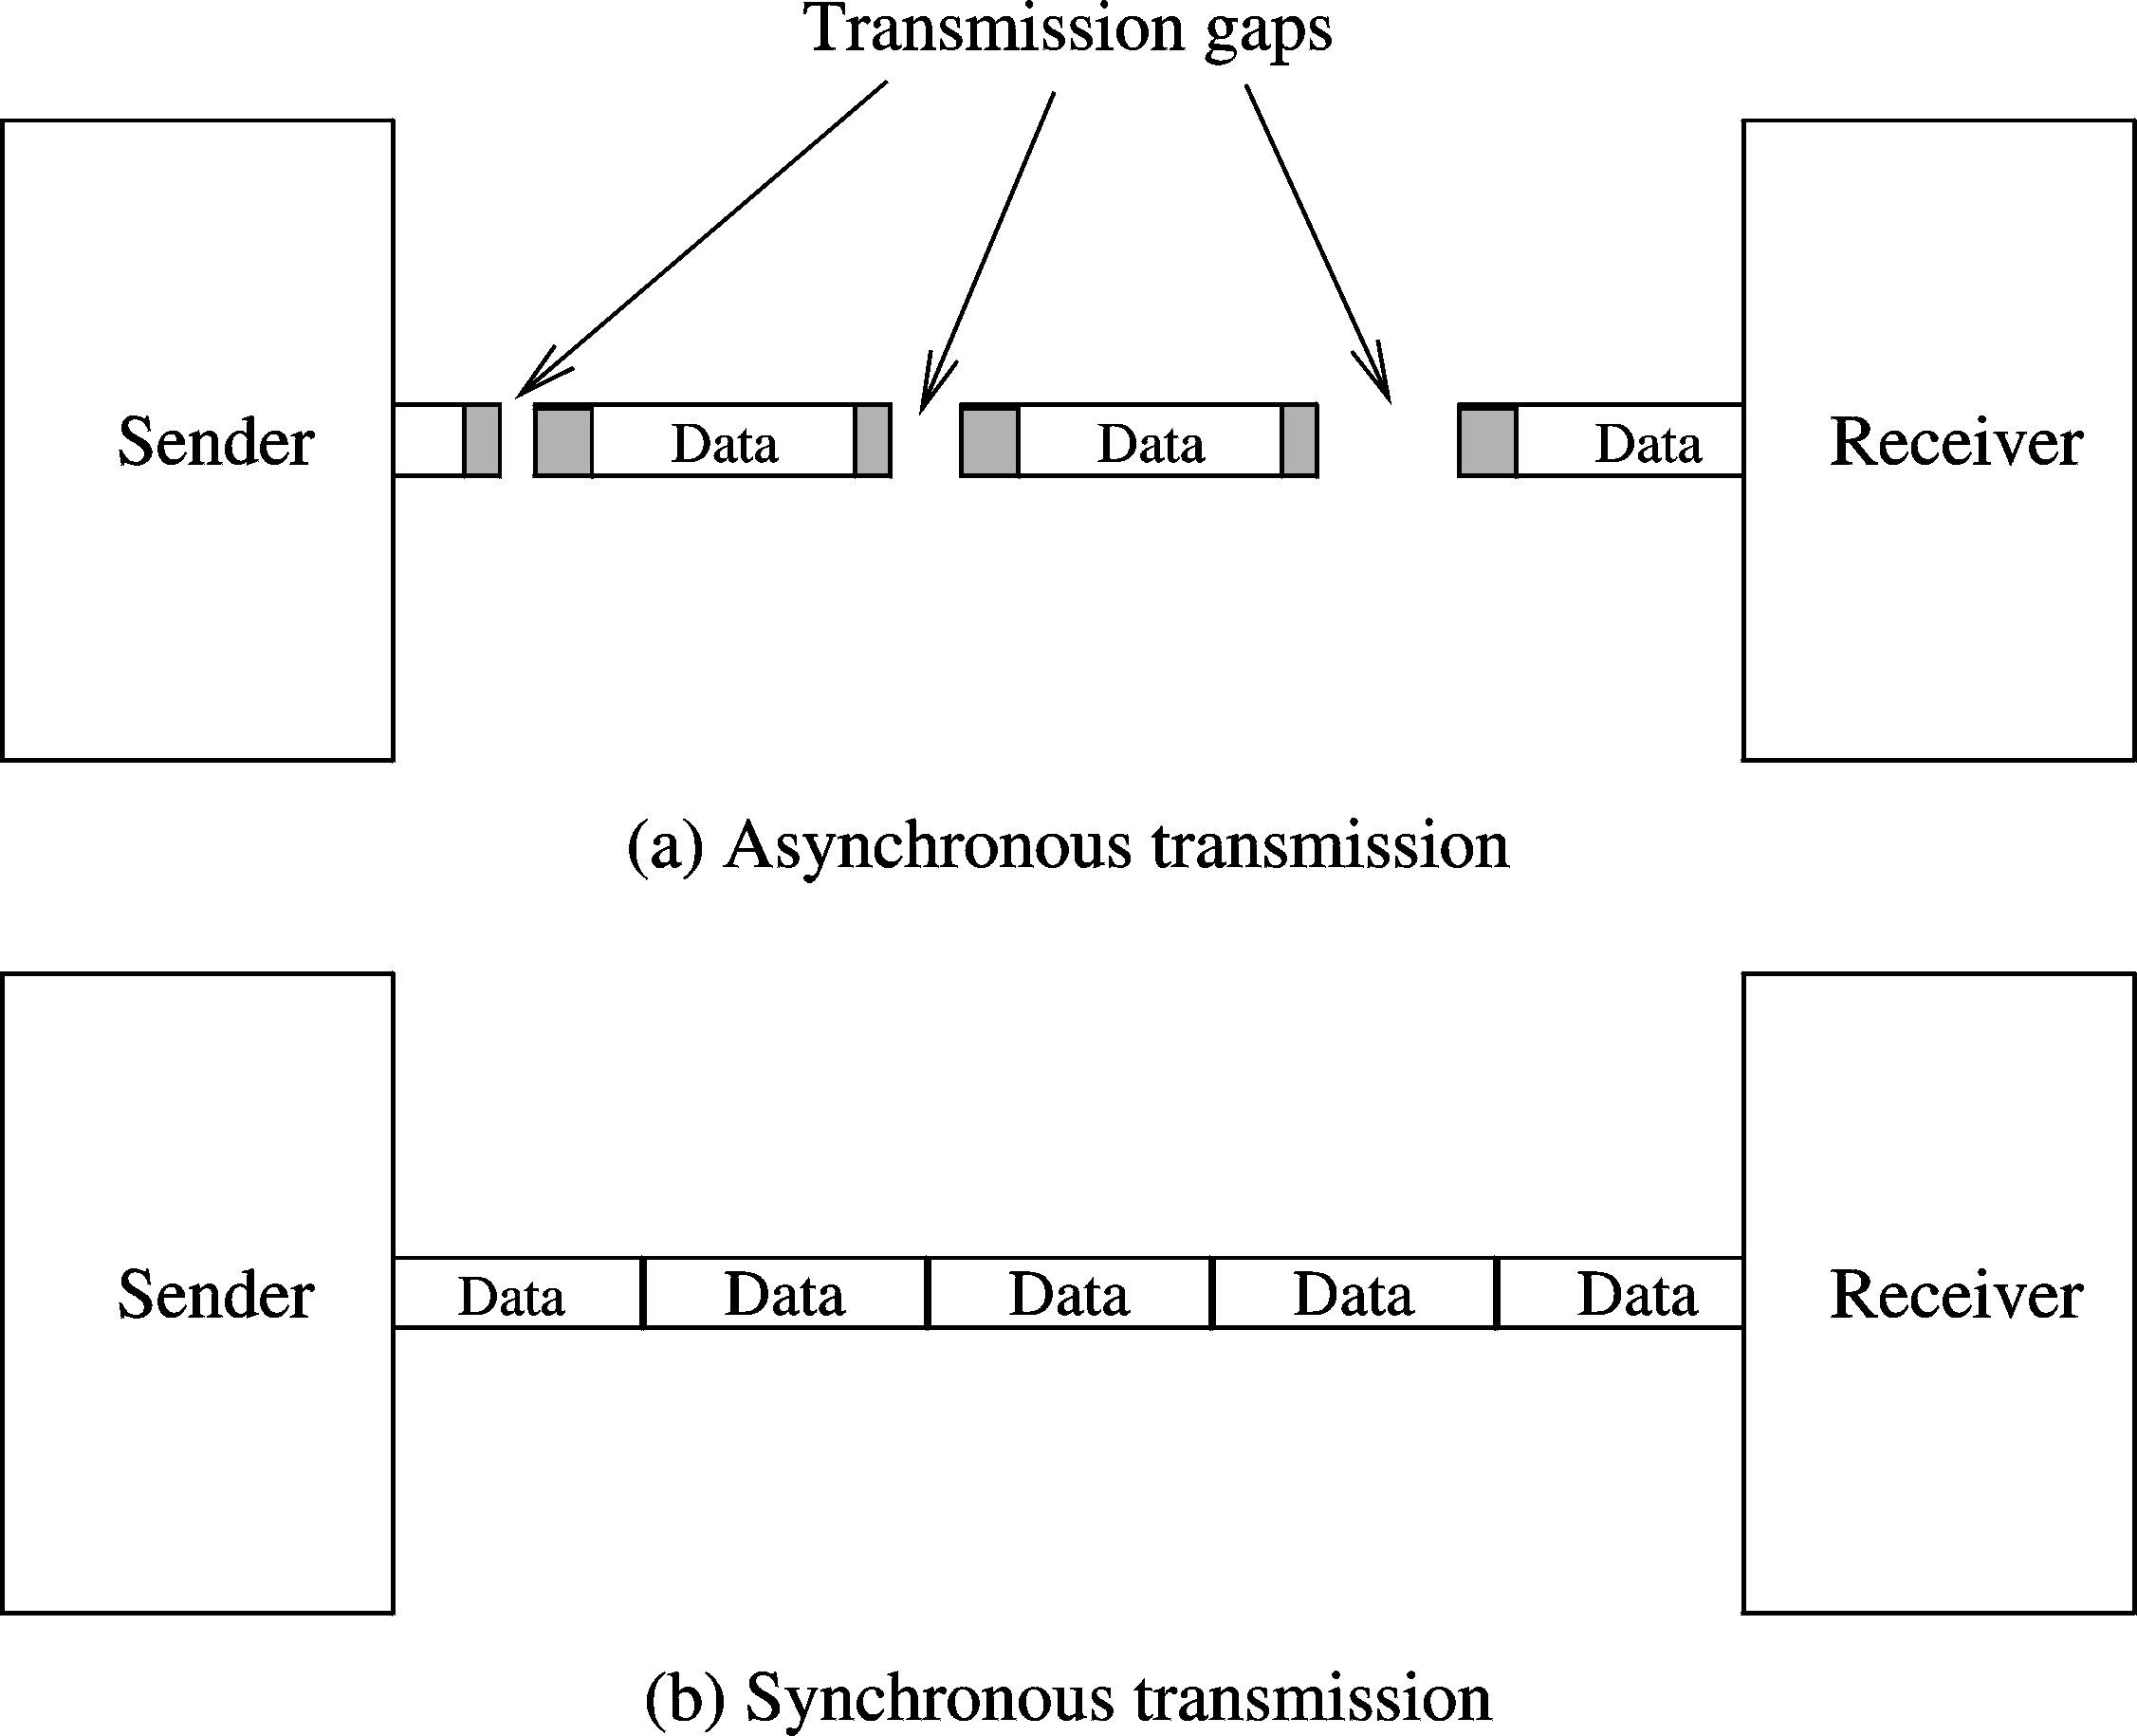 Transmission gaps
Sender
Data
Data
Data
Receiver
(a) Asynchronous transmission
Sender
Data
Data
Data
Data
Data
Receiver
(b) Synchronous transmission